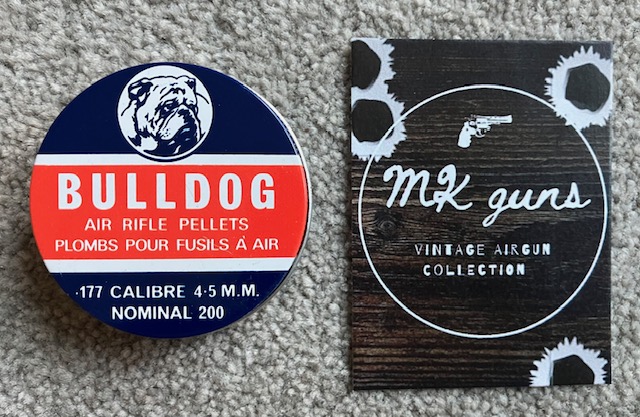 BULLDOG
AIR RIFLE PELLETS
PLOMBS POUR FUSILS À AIR
·177 CALIBRE 4·5 M.M.
NOMINAL 200
MK guns
VINTAGE AIRGUN
COLLECTION